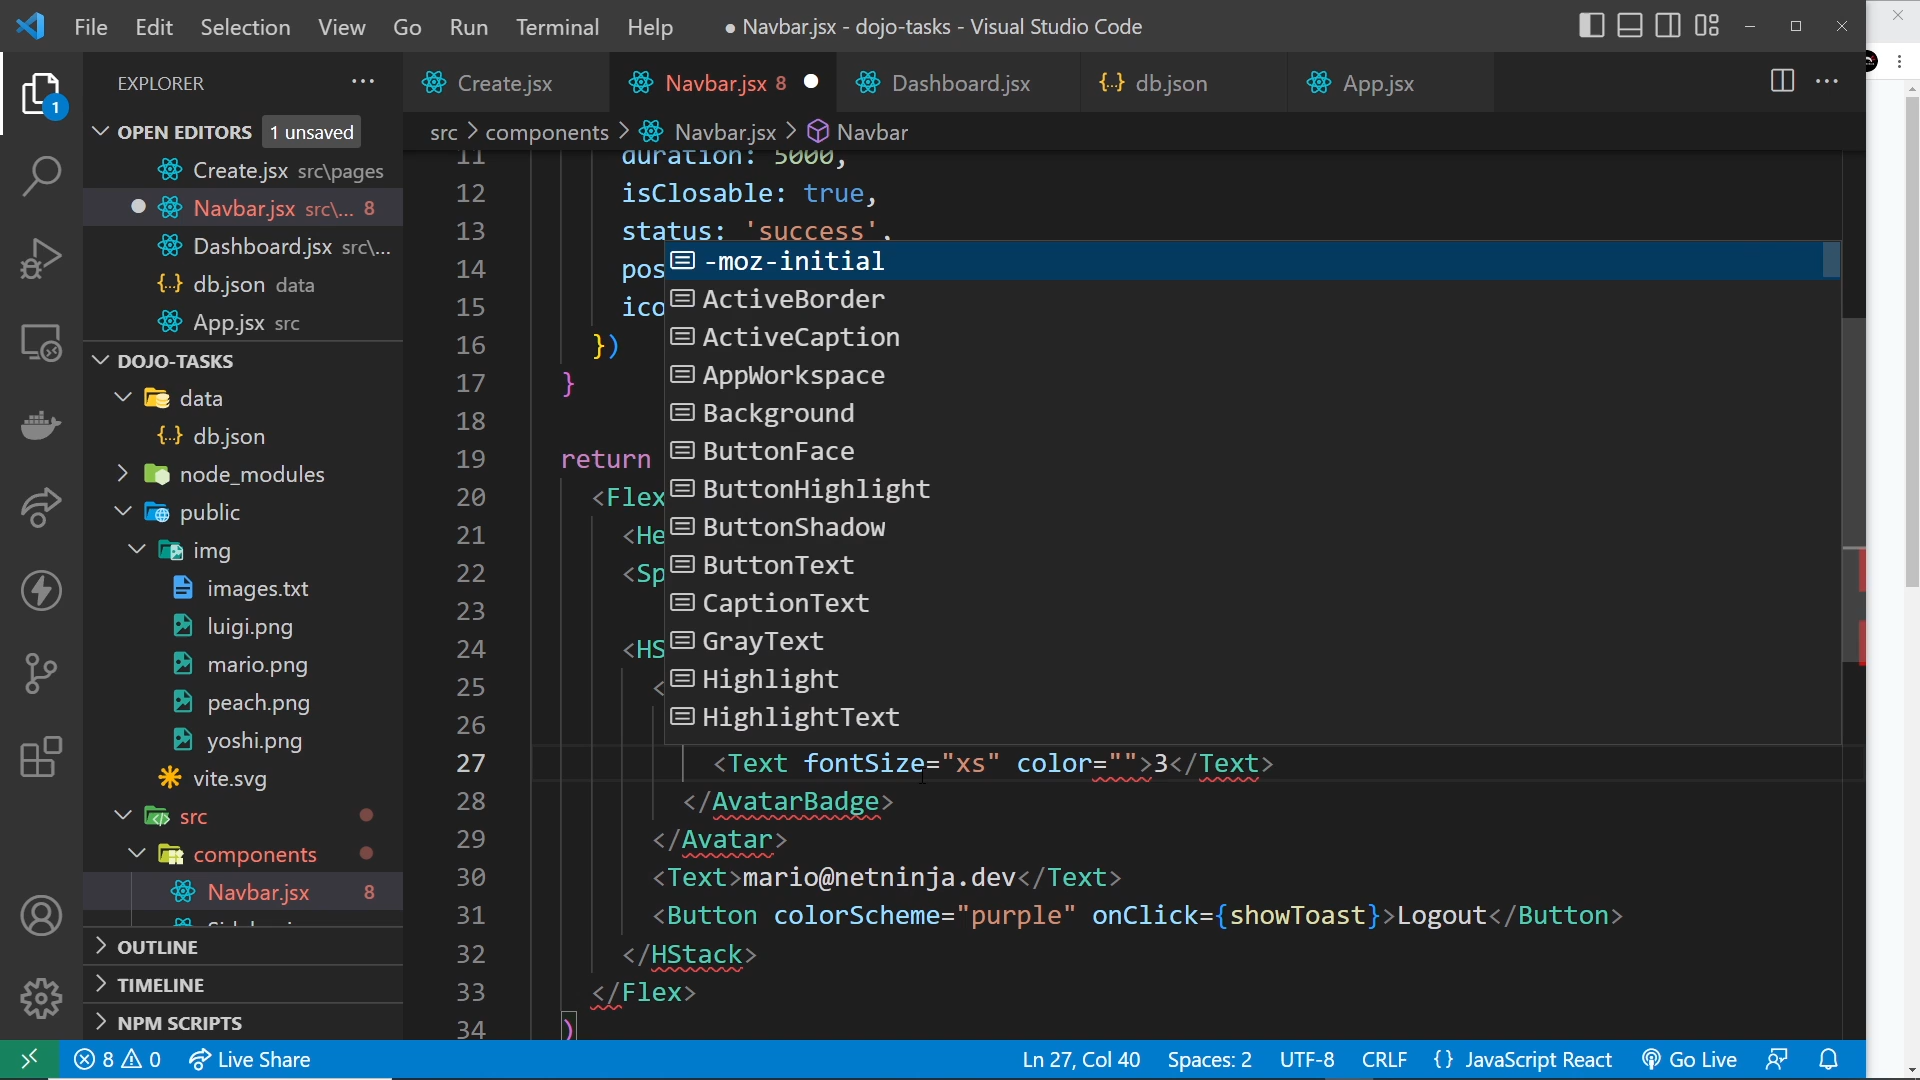 File Edit Selection View Go Run Terminal Help
● Navbar.jsx - dojo-tasks - Visual Studio Code
EXPLORER
Create.jsx
Navbar.jsx 8
Dashboard.jsx
db.json
App.jsx
1
OPEN EDITORS 1 unsaved
src > components > Navbar.jsx > Navbar
Create.jsx src\pages
Navbar.jsx src\... 8
Dashboard.jsx src\...
db.json data
App.jsx src
DOJO-TASKS
data
db.json
node_modules
public
img
images.txt
luigi.png
mario.png
peach.png
yoshi.png
vite.svg
src
components
Navbar.jsx 8
OUTLINE
TIMELINE
NPM SCRIPTS
11 duration: 5000,
12 isClosable: true,
13 status: 'success',
14 pos
15 ico
16 })
17 }
18
19 return
20 <Flex
21 <He
22 <Sp
23
24 <HS
25 <
26
-moz-initial
ActiveBorder
ActiveCaption
AppWorkspace
Background
ButtonFace
ButtonHighlight
ButtonShadow
ButtonText
CaptionText
GrayText
Highlight
HighlightText
27 <Text fontSize="xs" color="">3</Text>
28 </AvatarBadge>
29 </Avatar>
30 <Text>mario@netninja.dev</Text>
31 <Button colorScheme="purple" onClick={showToast}>Logout</Button>
32 </HStack>
33 </Flex>
34 )
8 0 Live Share
Ln 27, Col 40 Spaces: 2 UTF-8 CRLF {} JavaScript React Go Live